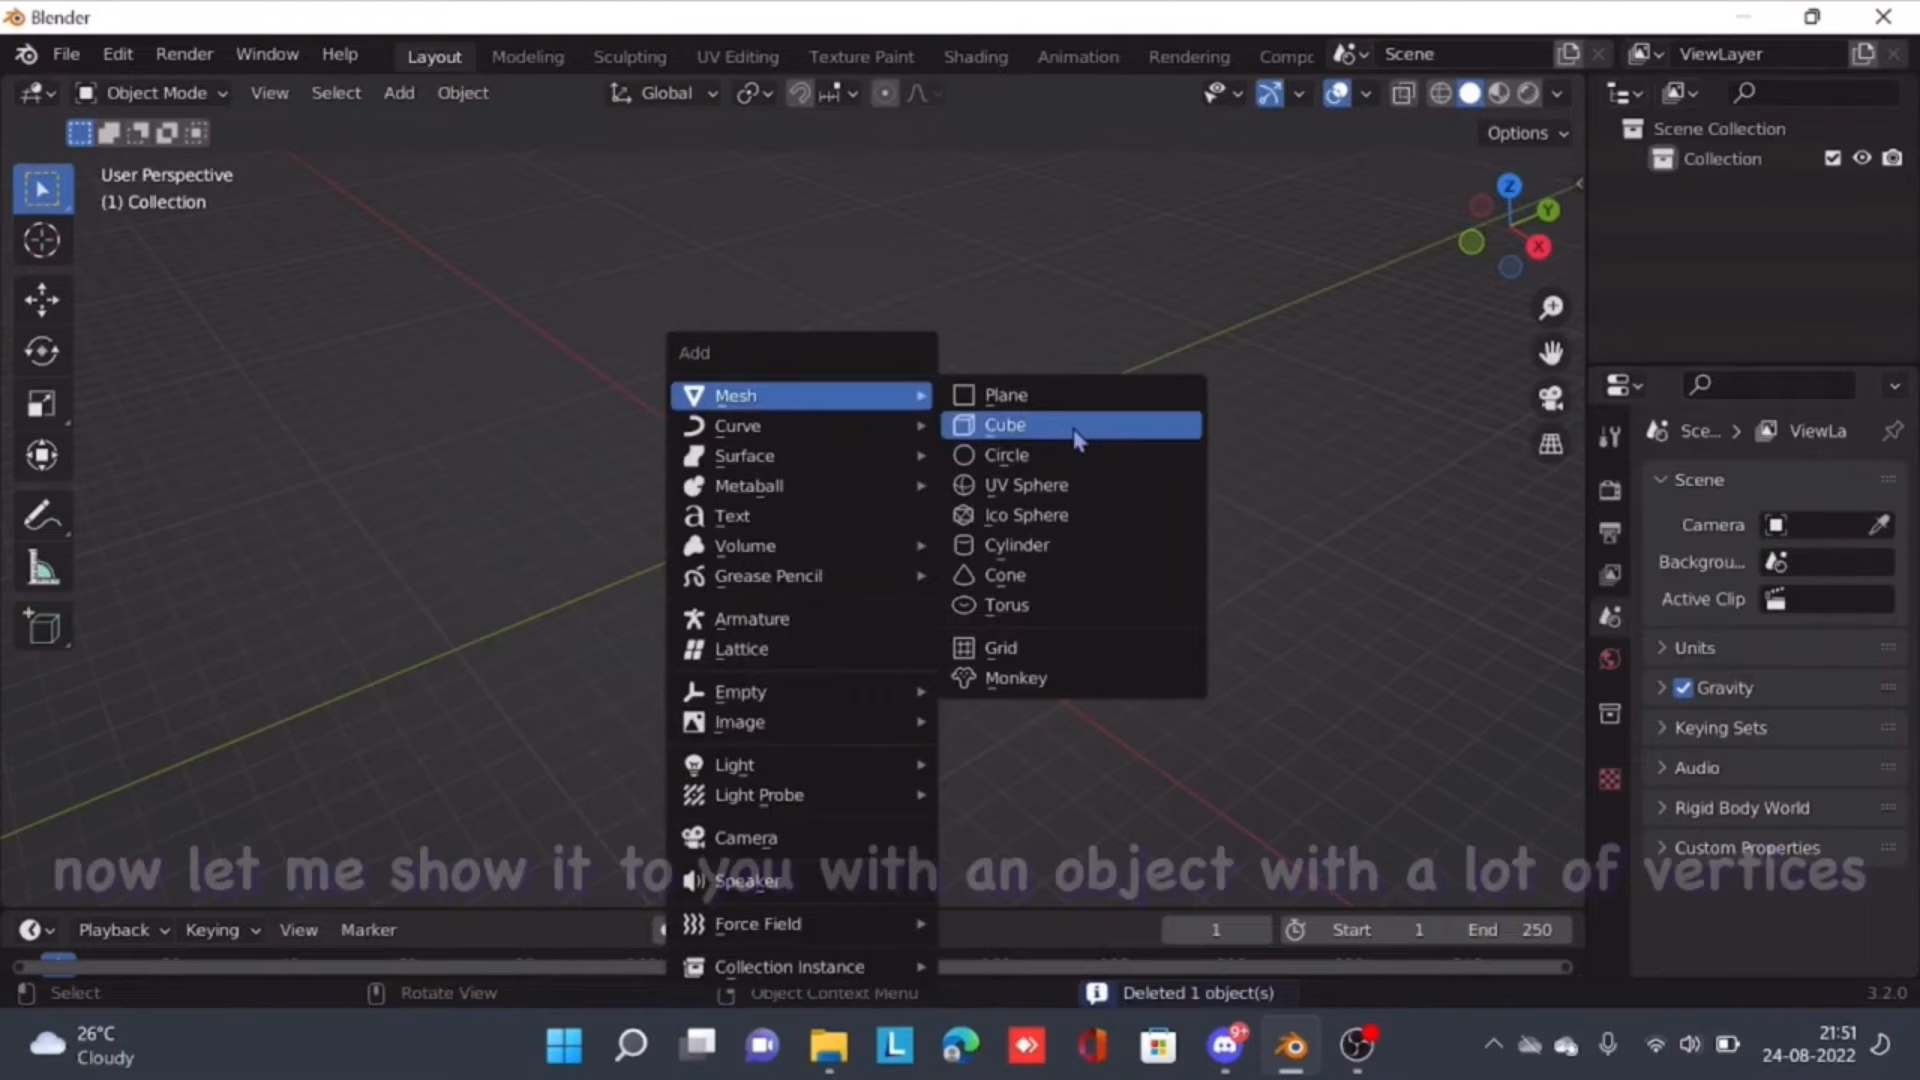 Blender
File Edit Render Window Help Layout Modeling Sculpting UV Editing Texture Paint Shading Animation Rendering Compc Scene ViewLayer
Object Mode View Select Add Object Global
Options
User Perspective
(1) Collection
Z
Y
X
Scene Collection
Collection
Add
Mesh
Curve
Surface
Metaball
Text
Volume
Grease Pencil
Armature
Lattice
Empty
Image
Light
Light Probe
Camera
Speaker
Force Field
Collection Instance
Plane
Cube
Circle
UV Sphere
Ico Sphere
Cylinder
Cone
Torus
Grid
Monkey
Sce... ViewLa
Scene
Camera
Backgrou...
Active Clip
Units
Gravity
Keying Sets
Audio
Rigid Body World
Custom Properties
now let me show it to you with an object with a lot of vertices
Playback Keying View Marker 1 Start 1 End 250
Select Rotate View Object Context Menu Deleted 1 object(s) 3.2.0
26°C
Cloudy
L
9+
21:51
24-08-2022